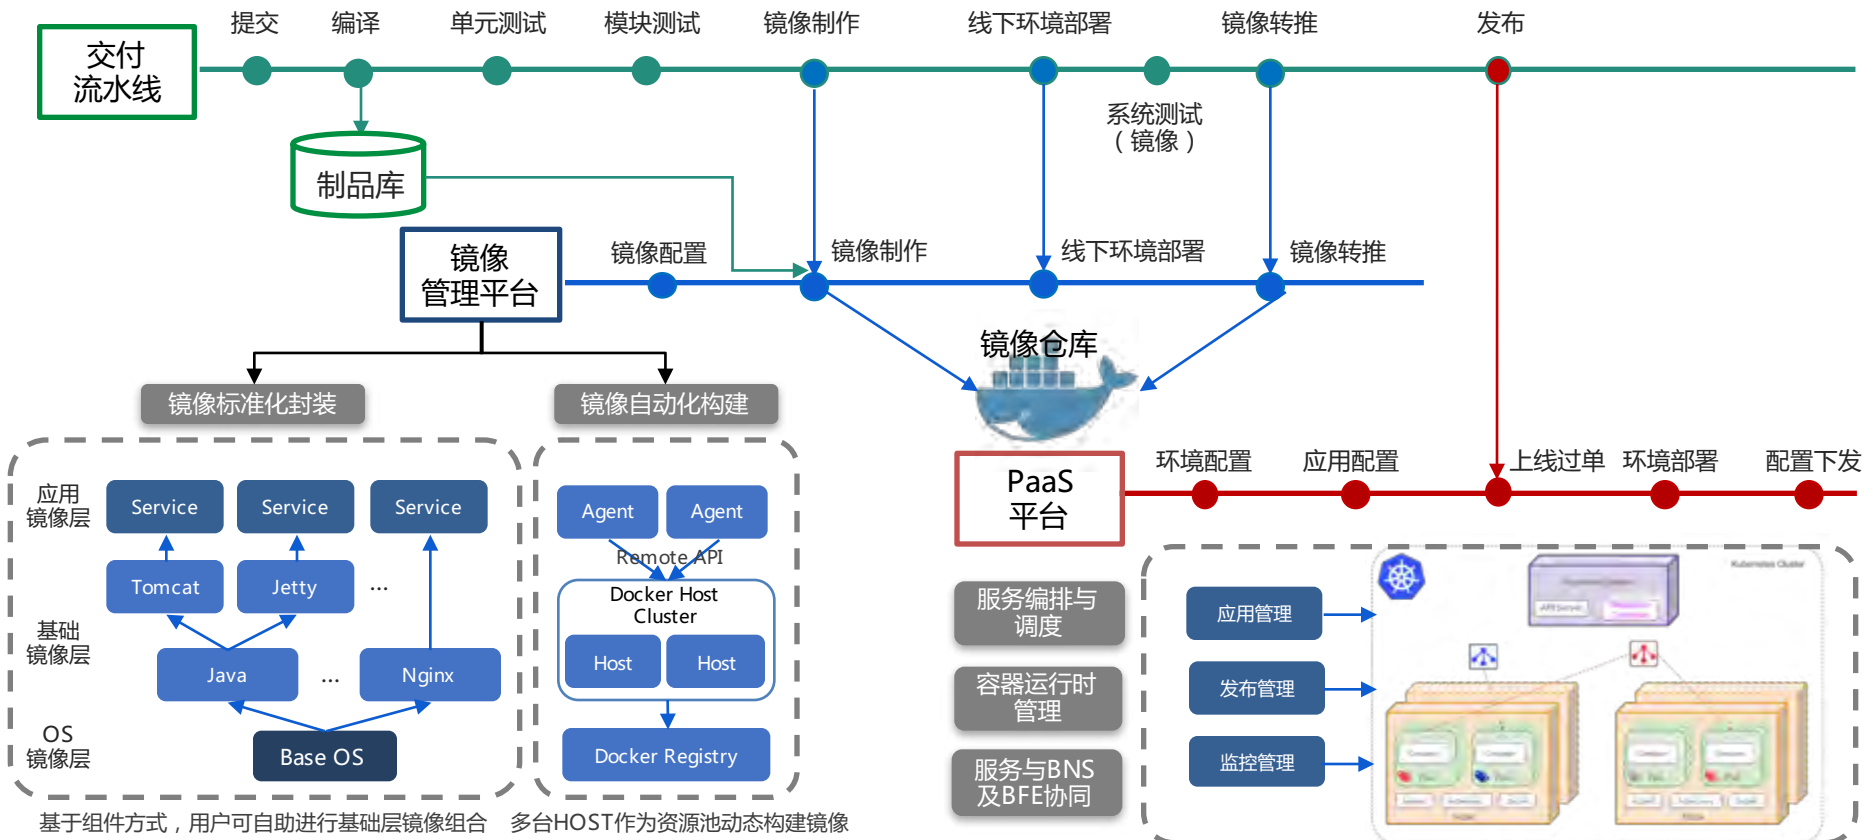 提交
编译
单元测试
模块测试
镜像制作
线下环境部署
镜像转推
发布
交付
流水线
系统测试
（镜像）
制品库
镜像
管理平台
镜像配置
镜像制作
线下环境部署
镜像转推
镜像仓库
镜像标准化封装
镜像自动化构建
PaaS
平台
环境配置
应用配置
上线过单
环境部署
配置下发
应用
镜像层
Service
Service
Service
Tomcat
Jetty
...
基础
镜像层
Java
...
Nginx
OS
镜像层
Base OS
Agent
Agent
Remote API
Docker Host
Cluster
Host
Host
Docker Registry
服务编排与
调度
容器运行时
管理
服务与BNS
及BFE协同
应用管理
发布管理
监控管理
Kubernetes Cluster
API Server
基于组件方式，用户可自助进行基础层镜像组合
多台HOST作为资源池动态构建镜像